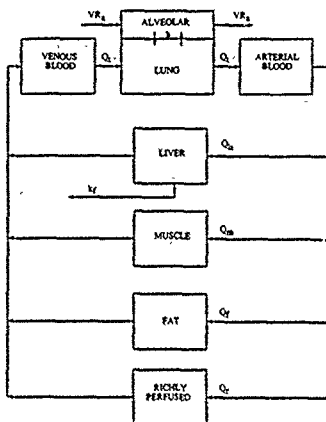 VRa ALVEOLAR VRa
VENOUS
BLOOD
Qt
LUNG
Qt
ARTERIAL
BLOOD
LIVER
kf
MUSCLE
Qm
FAT
Qf
RICHLY
PERFUSED
Qr